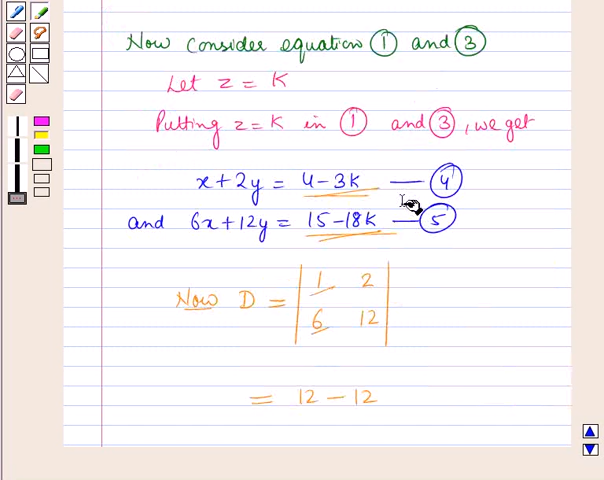 Now consider equation ① and ③
Let z = K
Putting z = K in ① and ③, we get
x + 2y = 4 - 3K — ④
and 6x + 12y = 15 - 18K — ⑤
Now D = | 1 2 |
| 6 12 |
= 12 - 12